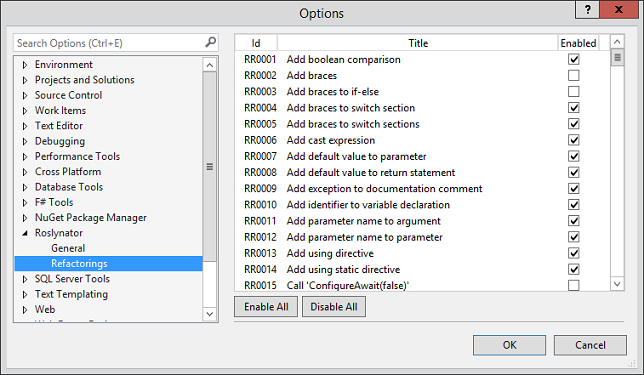 Options
? X
Search Options (Ctrl+E)
Environment
Projects and Solutions
Source Control
Work Items
Text Editor
Debugging
Performance Tools
Cross Platform
Database Tools
F# Tools
NuGet Package Manager
Roslynator
General
Refactorings
SQL Server Tools
Text Templating
Web
Id Title Enabled
RR0001 Add boolean comparison
RR0002 Add braces
RR0003 Add braces to if-else
RR0004 Add braces to switch section
RR0005 Add braces to switch sections
RR0006 Add cast expression
RR0007 Add default value to parameter
RR0008 Add default value to return statement
RR0009 Add exception to documentation comment
RR0010 Add identifier to variable declaration
RR0011 Add parameter name to argument
RR0012 Add parameter name to parameter
RR0013 Add using directive
RR0014 Add using static directive
RR0015 Call 'ConfigureAwait(false)'
Enable All Disable All
OK Cancel